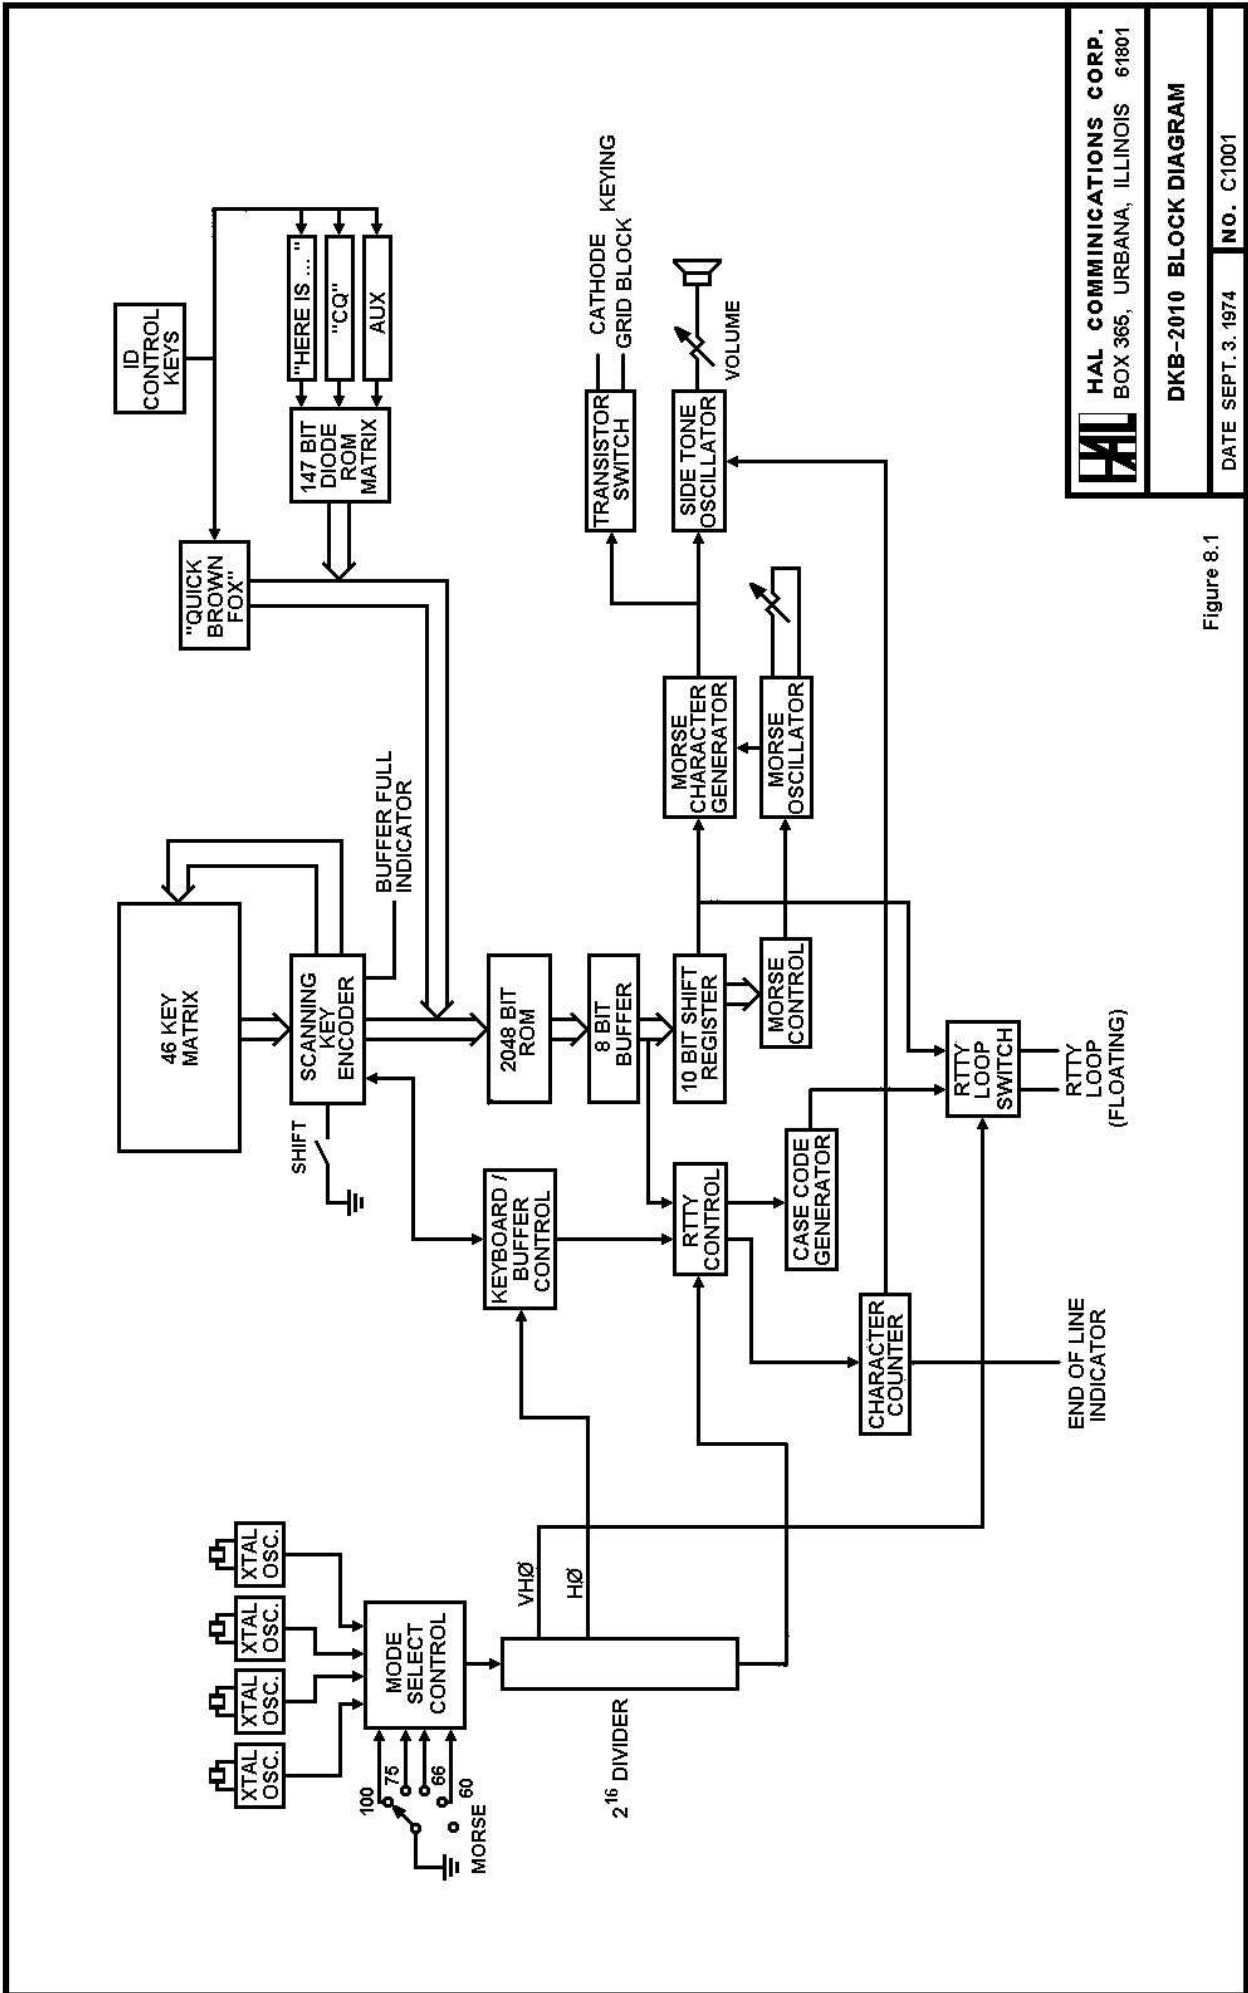 XTAL
OSC.
XTAL
OSC.
XTAL
OSC.
XTAL
OSC.
100
75
66
60
MORSE
MODE
SELECT
CONTROL
2¹⁶ DIVIDER
VHØ
HØ
46 KEY
MATRIX
SHIFT
SCANNING
KEY
ENCODER
BUFFER FULL
INDICATOR
KEYBOARD /
BUFFER
CONTROL
2048 BIT
ROM
8 BIT
BUFFER
10 BIT SHIFT
REGISTER
RTTY
CONTROL
MORSE
CONTROL
CASE CODE
GENERATOR
CHARACTER
COUNTER
END OF LINE
INDICATOR
RTTY
LOOP
SWITCH
RTTY
LOOP
(FLOATING)
ID
CONTROL
KEYS
"QUICK
BROWN
FOX"
147 BIT
DIODE
ROM
MATRIX
"HERE IS ..."
"CQ"
AUX
TRANSISTOR
SWITCH
CATHODE
KEYING
GRID BLOCK
SIDE TONE
OSCILLATOR
VOLUME
MORSE
CHARACTER
GENERATOR
MORSE
OSCILLATOR
Figure 8.1
HAL
HAL COMMINICATIONS CORP.
BOX 365, URBANA, ILLINOIS 61801
DKB-2010 BLOCK DIAGRAM
DATE SEPT. 3. 1974
NO. C1001